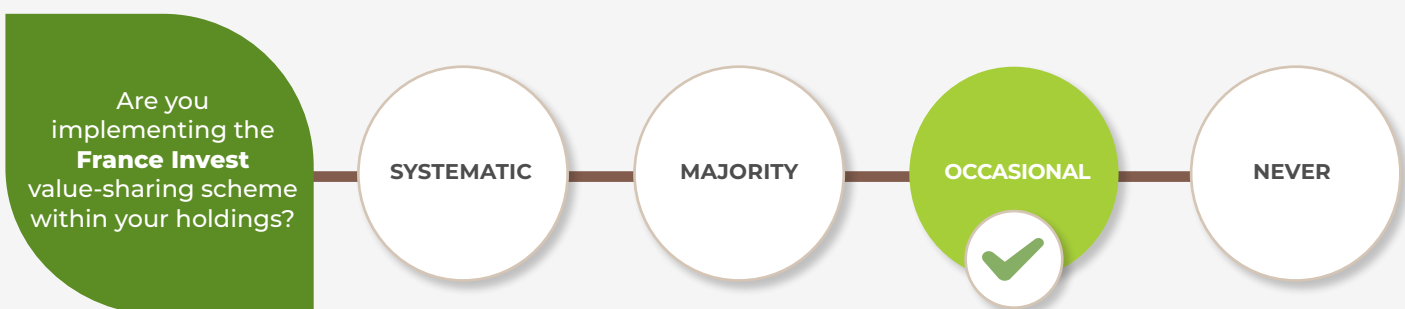 Are you
implementing the
France Invest
value-sharing scheme
within your holdings?
SYSTEMATIC
MAJORITY
OCCASIONAL
NEVER